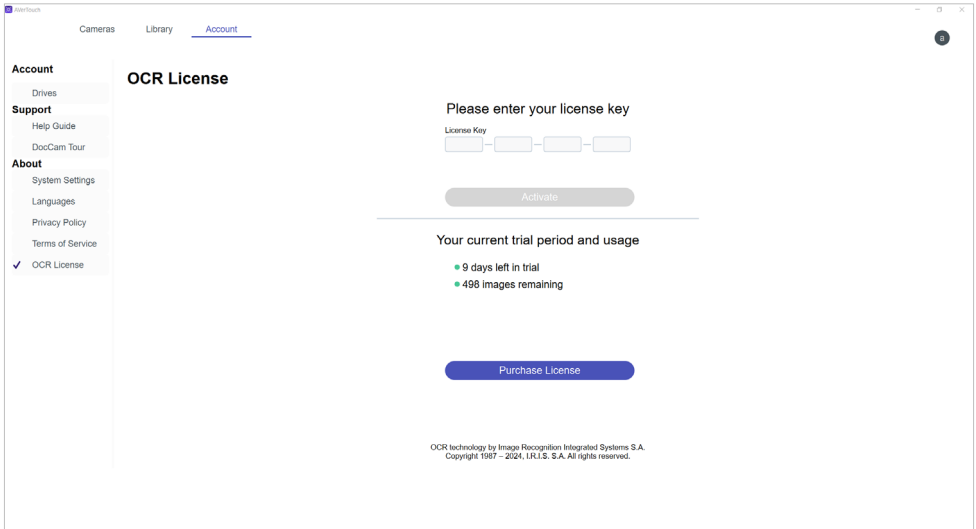 AVerTouch
Cameras Library Account
a
Account
Drives
Support
Help Guide
DocCam Tour
About
System Settings
Languages
Privacy Policy
Terms of Service
OCR License
OCR License
Please enter your license key
License Key
Activate
Your current trial period and usage
9 days left in trial
498 images remaining
Purchase License
OCR technology by Image Recognition Integrated Systems S.A.
Copyright 1987 – 2024, I.R.I.S. S.A. All rights reserved.